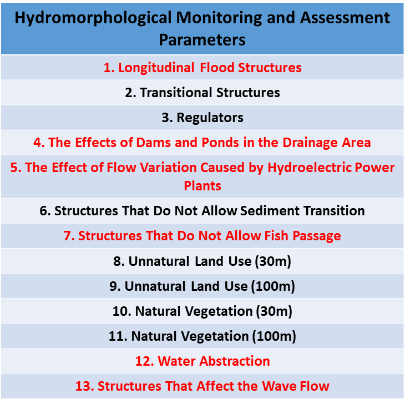 Hydromorphological Monitoring and Assessment
Parameters
1. Longitudinal Flood Structures
2. Transitional Structures
3. Regulators
4. The Effects of Dams and Ponds in the Drainage Area
5. The Effect of Flow Variation Caused by Hydroelectric Power
Plants
6. Structures That Do Not Allow Sediment Transition
7. Structures That Do Not Allow Fish Passage
8. Unnatural Land Use (30m)
9. Unnatural Land Use (100m)
10. Natural Vegetation (30m)
11. Natural Vegetation (100m)
12. Water Abstraction
13. Structures That Affect the Wave Flow